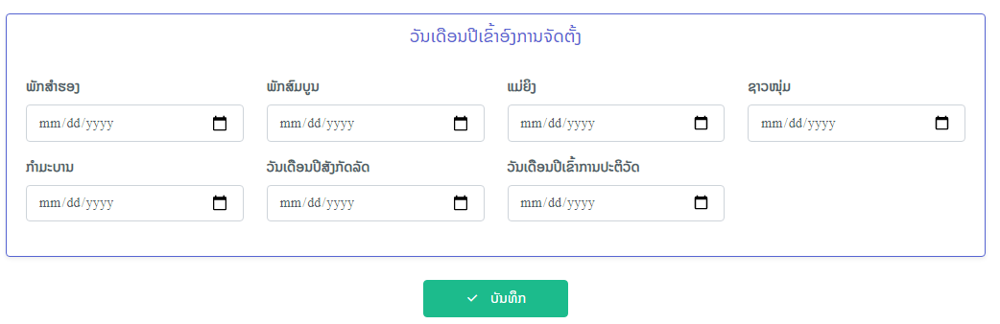 ວັນເດືອນປີເຂົ້າອົງການຈັດຕັ້ງ
ພັກສຳຮອງ ພັກສົມບູນ ແມ່ຍິງ ຊາວໜຸ່ມ
mm/dd/yyyy mm/dd/yyyy mm/dd/yyyy mm/dd/yyyy
ກຳມະບານ ວັນເດືອນປີສັງກັດລັດ ວັນເດືອນປີເຂົ້າການປະຕິວັດ
mm/dd/yyyy mm/dd/yyyy mm/dd/yyyy
ບັນທຶກ